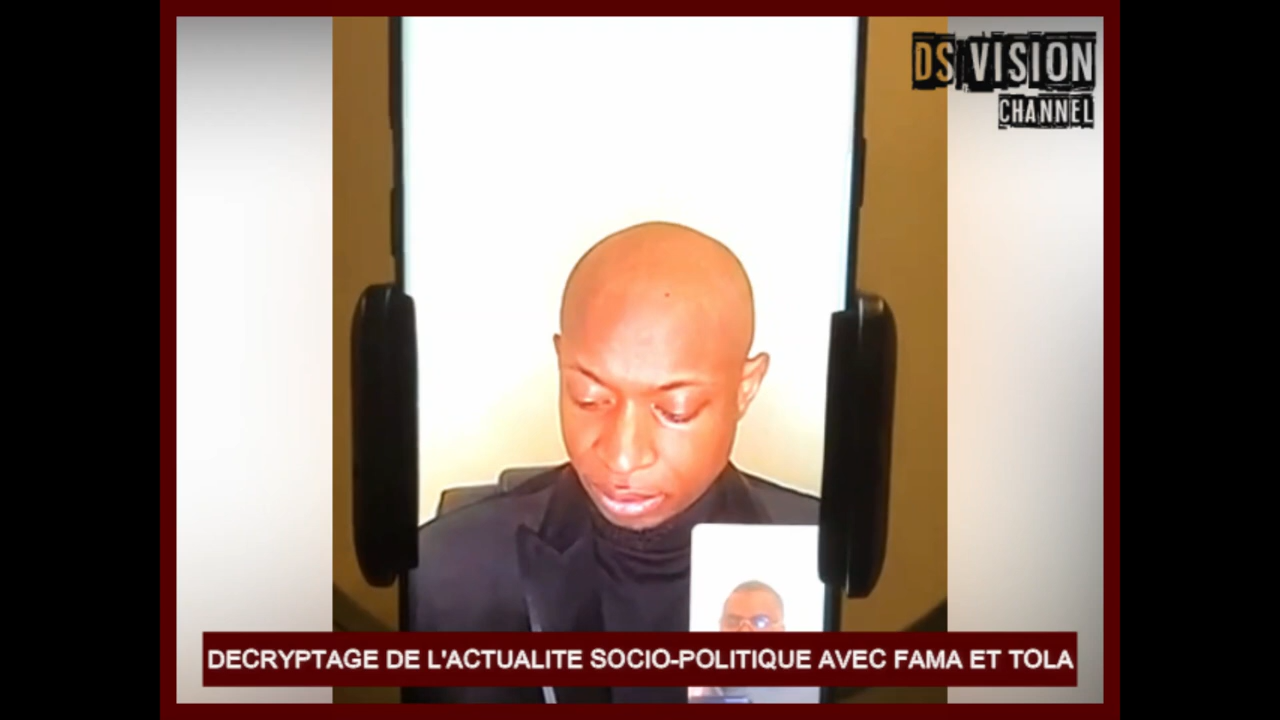 DS VISION
CHANNEL
DECRYPTAGE DE L'ACTUALITE SOCIO-POLITIQUE AVEC FAMA ET TOLA